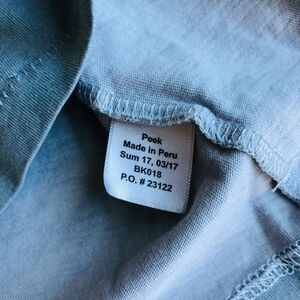 Peek
Made in Peru
Sum 17, 03/17
BK018
P.O. # 23122